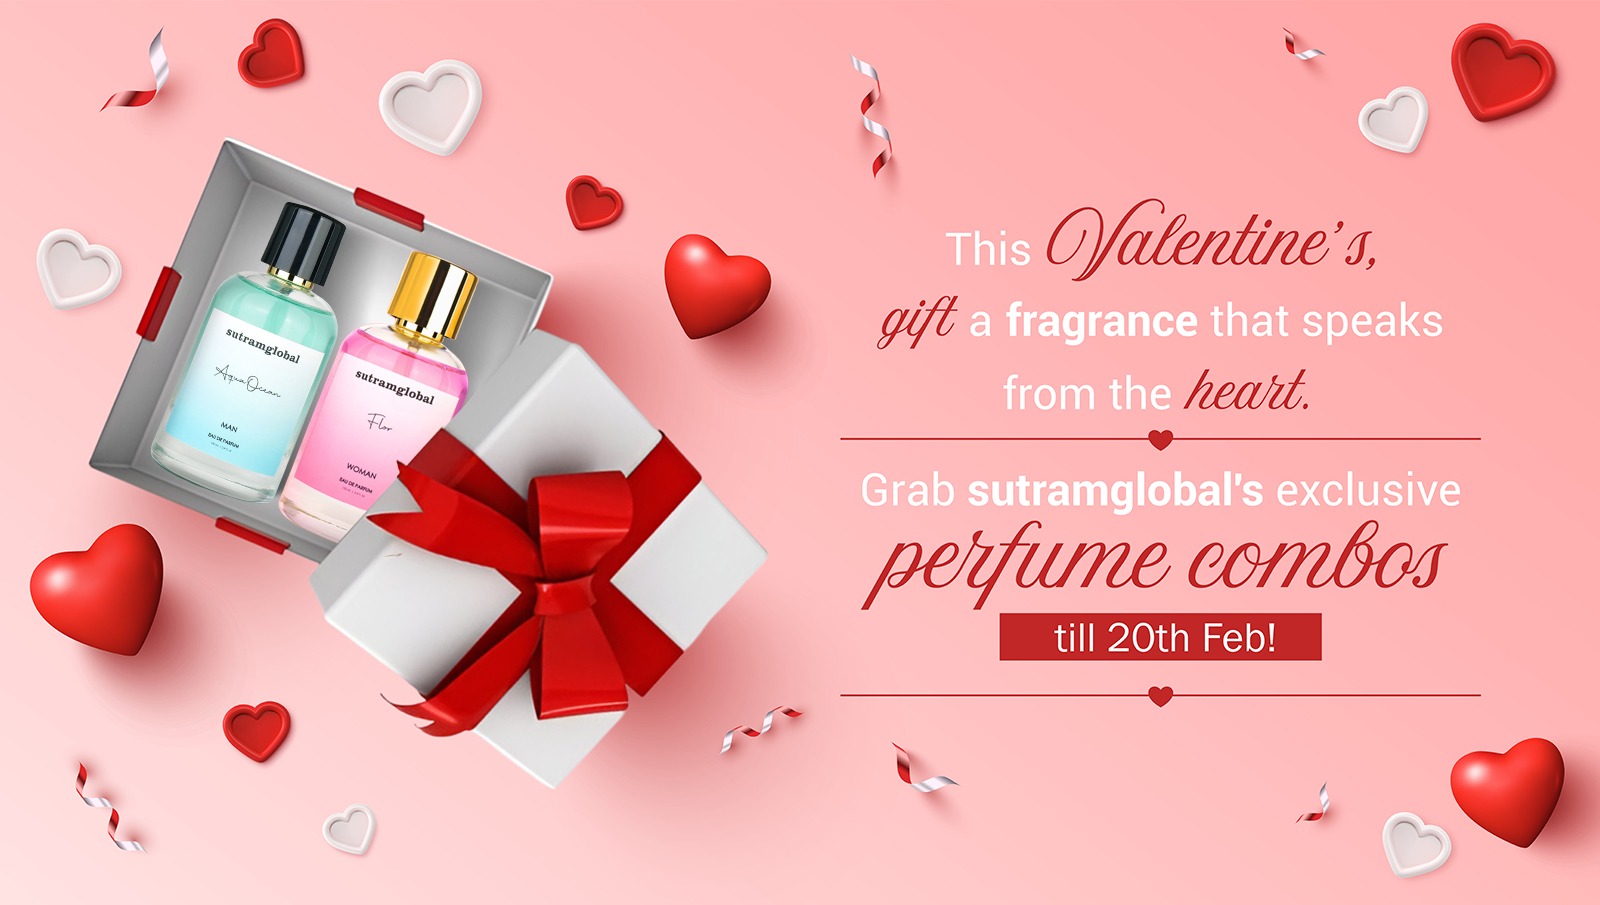 sutramglobal
Aqua Ocean
MAN
EAU DE PARFUM
sutramglobal
Flor
WOMAN
EAU DE PARFUM
This Valentine's,
gift a fragrance that speaks
from the heart.
Grab sutramglobal's exclusive
perfume combos
till 20th Feb!